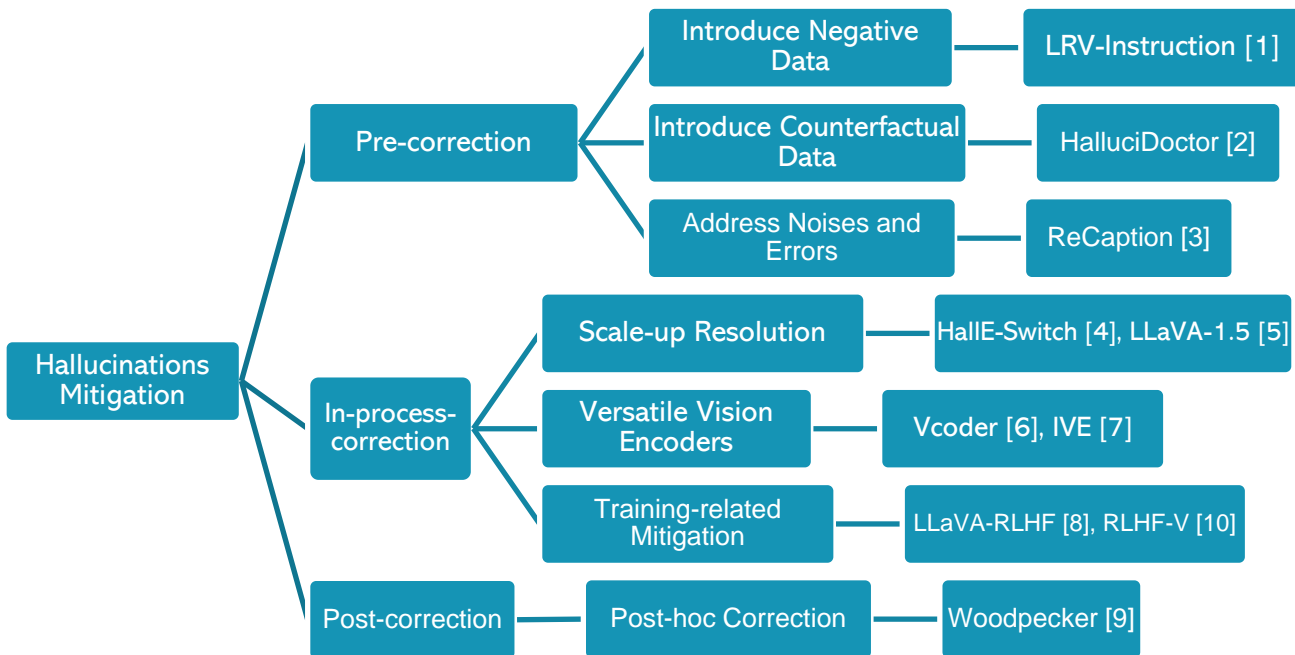 Introduce Negative
Data
LRV-Instruction [1]
Pre-correction
Introduce Counterfactual
Data
HalluciDoctor [2]
Address Noises and
Errors
ReCaption [3]
Hallucinations
Mitigation
In-process-
correction
Scale-up Resolution
HallE-Switch [4], LLaVA-1.5 [5]
Versatile Vision
Encoders
Vcoder [6], IVE [7]
Training-related
Mitigation
LLaVA-RLHF [8], RLHF-V [10]
Post-correction
Post-hoc Correction
Woodpecker [9]